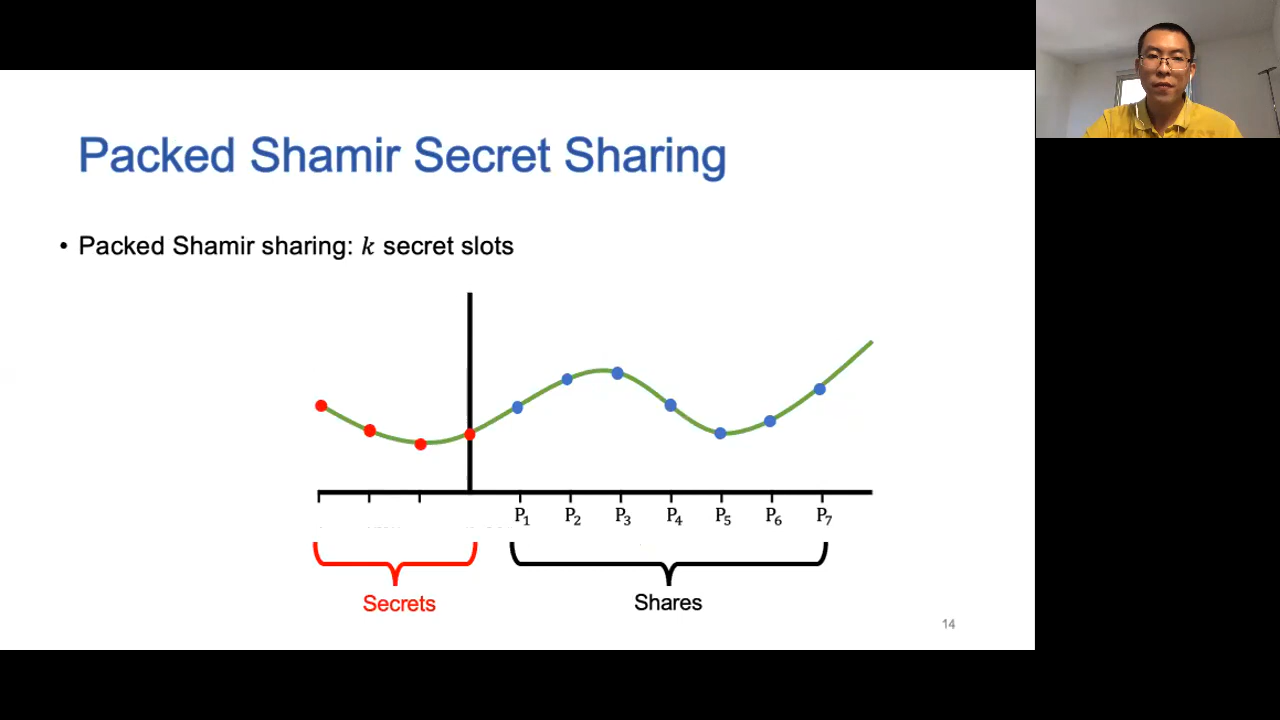 Packed Shamir Secret Sharing
• Packed Shamir sharing: k secret slots
P₁ P₂ P₃ P₄ P₅ P₆ P₇
Secrets
Shares
14